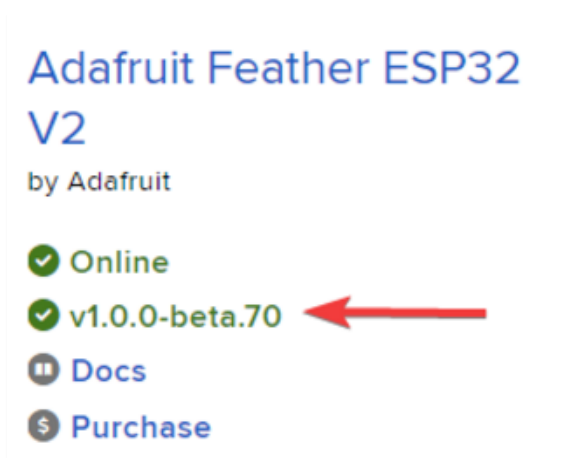 Adafruit Feather ESP32
V2
by Adafruit
Online
v1.0.0-beta.70
Docs
$ Purchase